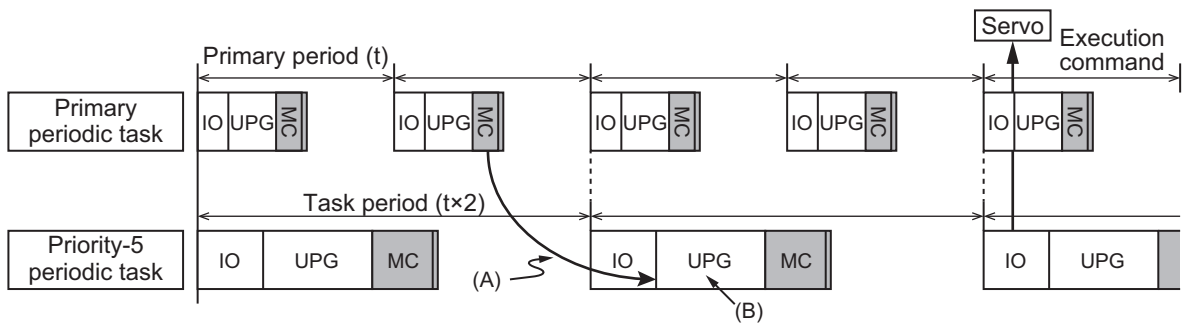 Servo
Primary period (t)
Execution
command
Primary
periodic task
IO UPG MC
IO UPG MC
IO UPG MC
IO UPG MC
IO UPG MC
Task period (t×2)
Priority-5
periodic task
IO UPG MC
IO UPG MC
IO UPG
(A)
(B)